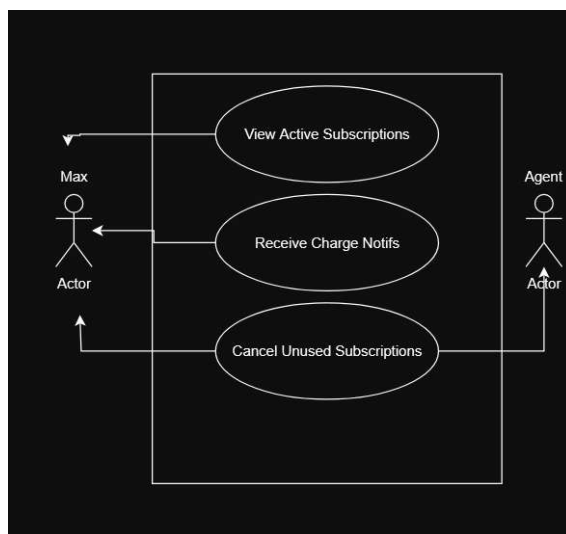 View Active Subscriptions
Max
Agent
Receive Charge Notifs
Actor
Actor
Cancel Unused Subscriptions